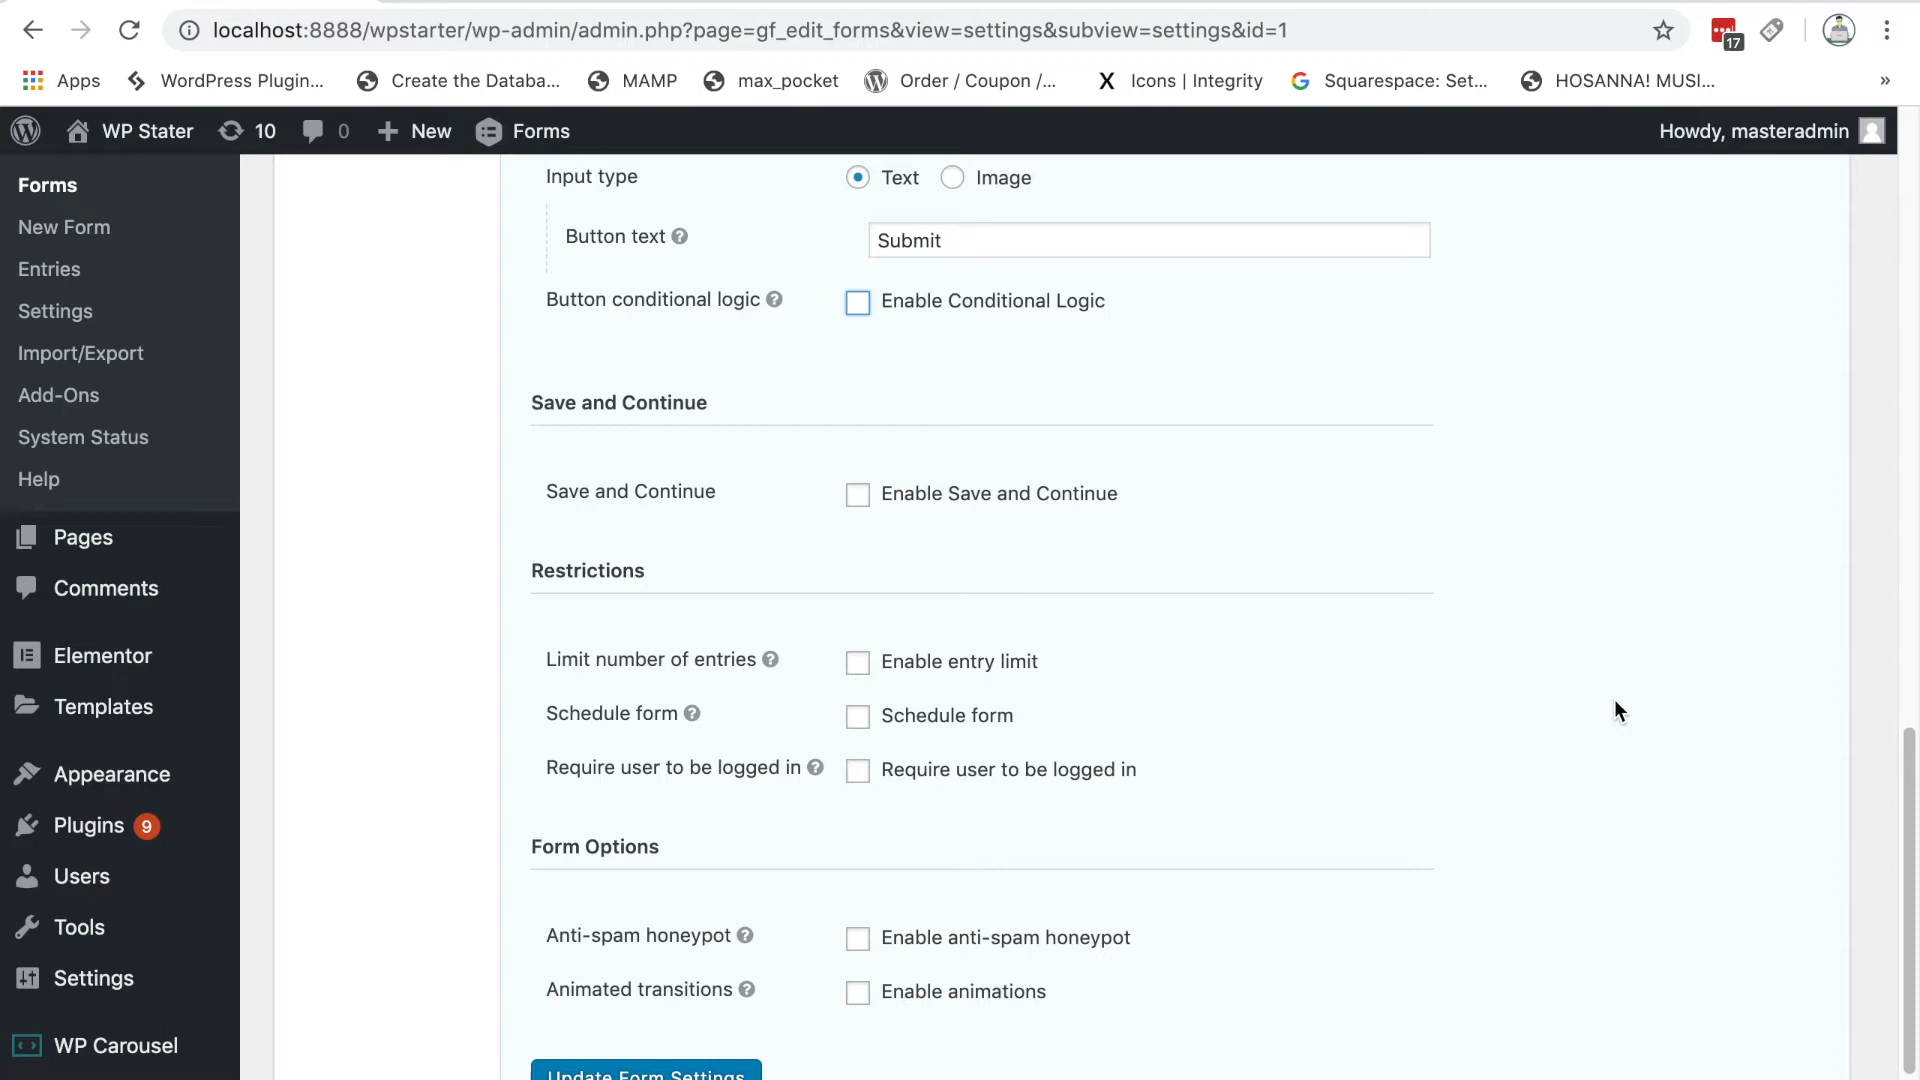 localhost:8888/wpstarter/wp-admin/admin.php?page=gf_edit_forms&view=settings&subview=settings&id=1
17
Apps WordPress Plugin... Create the Databa... MAMP max_pocket Order / Coupon /... Icons | Integrity Squarespace: Set... HOSANNA! MUSI... »
WP Stater 10 0 New Forms Howdy, masteradmin
Forms
New Form
Entries
Settings
Import/Export
Add-Ons
System Status
Help
Pages
Comments
Elementor
Templates
Appearance
Plugins 9
Users
Tools
Settings
WP Carousel
Input type Text Image
Button text Submit
Button conditional logic Enable Conditional Logic
Save and Continue
Save and Continue Enable Save and Continue
Restrictions
Limit number of entries Enable entry limit
Schedule form Schedule form
Require user to be logged in Require user to be logged in
Form Options
Anti-spam honeypot Enable anti-spam honeypot
Animated transitions Enable animations
Update Form Settings